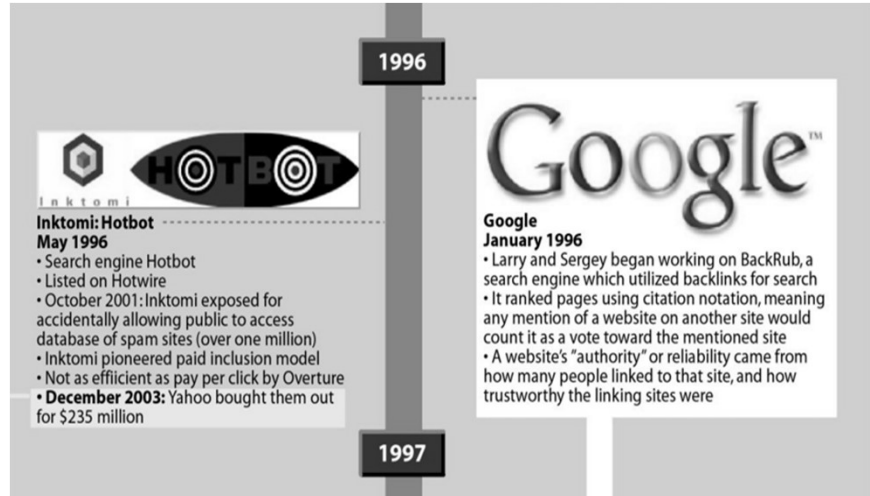 1996
Inktomi
HOTBOT
Inktomi: Hotbot
May 1996
• Search engine Hotbot
• Listed on Hotwire
• October 2001: Inktomi exposed for
accidentally allowing public to access
database of spam sites (over one million)
• Inktomi pioneered paid inclusion model
• Not as effiicient as pay per click by Overture
• December 2003: Yahoo bought them out
for $235 million
Google™
Google
January 1996
• Larry and Sergey began working on BackRub, a
search engine which utilized backlinks for search
• It ranked pages using citation notation, meaning
any mention of a website on another site would
count it as a vote toward the mentioned site
• A website's "authority" or reliability came from
how many people linked to that site, and how
trustworthy the linking sites were
1997